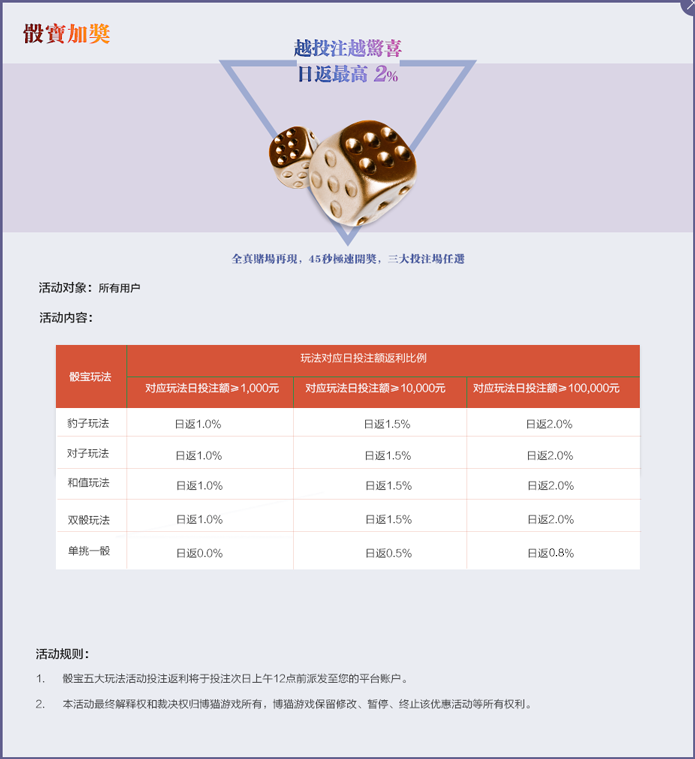 骰寶加獎
越投注越驚喜
日返最高 2%
全真賭場再現，45秒極速開獎，三大投注場任選
活动对象：所有用户
活动内容：
骰宝玩法
玩法对应日投注额返利比例
对应玩法日投注额≥1,000元 对应玩法日投注额≥10,000元 对应玩法日投注额≥100,000元
豹子玩法 日返1.0% 日返1.5% 日返2.0%
对子玩法 日返1.0% 日返1.5% 日返2.0%
和值玩法 日返1.0% 日返1.5% 日返2.0%
双骰玩法 日返1.0% 日返1.5% 日返2.0%
单挑一骰 日返0.0% 日返0.5% 日返0.8%
活动规则：
1. 骰宝五大玩法活动投注返利将于投注次日上午12点前派发至您的平台账户。
2. 本活动最终解释权和裁决权归博猫游戏所有，博猫游戏保留修改、暂停、终止该优惠活动等所有权利。